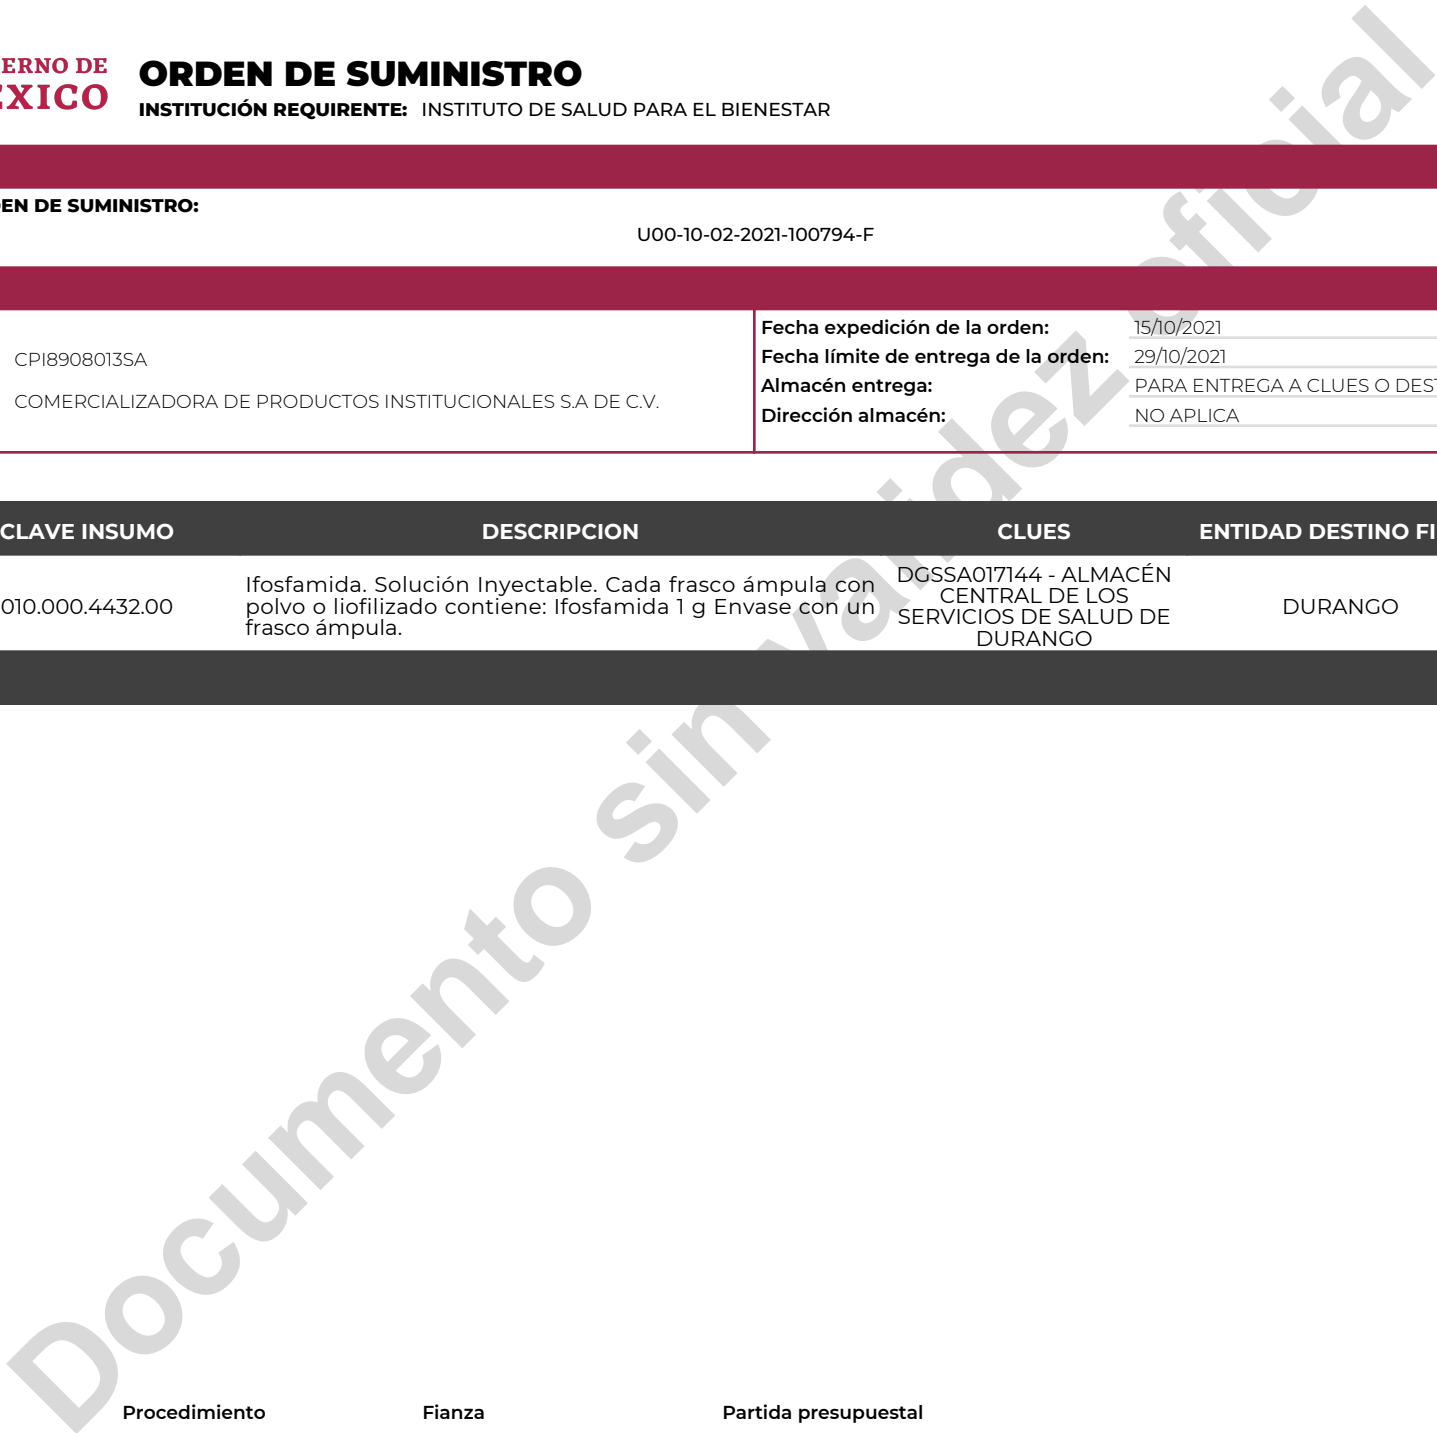 ERNO DE
ÉXICO
ORDEN DE SUMINISTRO
INSTITUCIÓN REQUIRENTE: INSTITUTO DE SALUD PARA EL BIENESTAR
EN DE SUMINISTRO:
U00-10-02-2021-100794-F
CPI8908013SA
COMERCIALIZADORA DE PRODUCTOS INSTITUCIONALES S.A DE C.V.
Fecha expedición de la orden: 15/10/2021
Fecha límite de entrega de la orden: 29/10/2021
Almacén entrega: PARA ENTREGA A CLUES O DEST
Dirección almacén: NO APLICA
CLAVE INSUMO DESCRIPCION CLUES ENTIDAD DESTINO FI
010.000.4432.00
Ifosfamida. Solución Inyectable. Cada frasco ámpula con
polvo o liofilizado contiene: Ifosfamida 1 g Envase con un
frasco ámpula.
DGSSA017144 - ALMACÉN
CENTRAL DE LOS
SERVICIOS DE SALUD DE
DURANGO
DURANGO
Documento sin validez oficial
Procedimiento Fianza Partida presupuestal